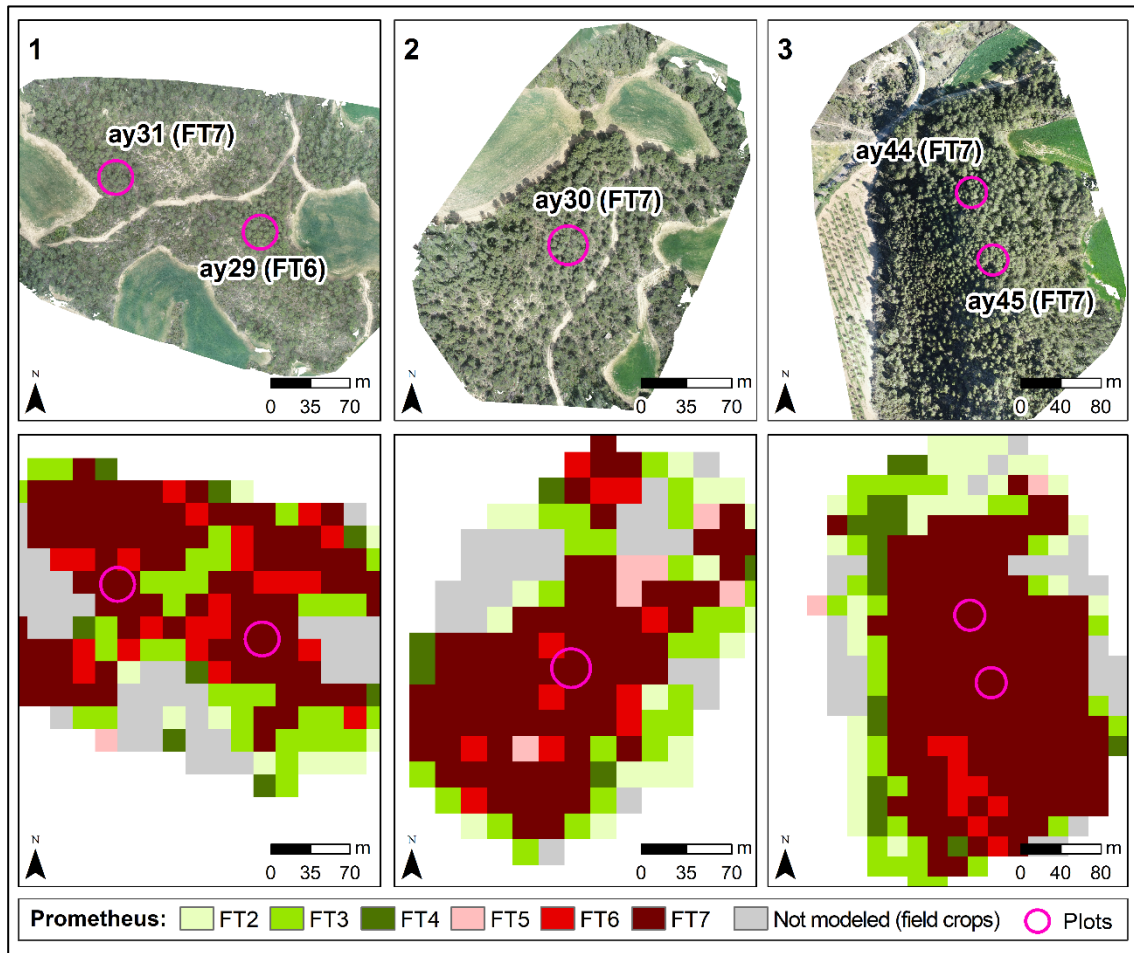 1
ay31 (FT7)
ay29 (FT6)
N
m
0 35 70
2
ay30 (FT7)
N
m
0 35 70
3
ay44 (FT7)
ay45 (FT7)
N
m
0 40 80
N
m
0 35 70
N
m
0 35 70
N
m
0 40 80
Prometheus: FT2 FT3 FT4 FT5 FT6 FT7 Not modeled (field crops) Plots